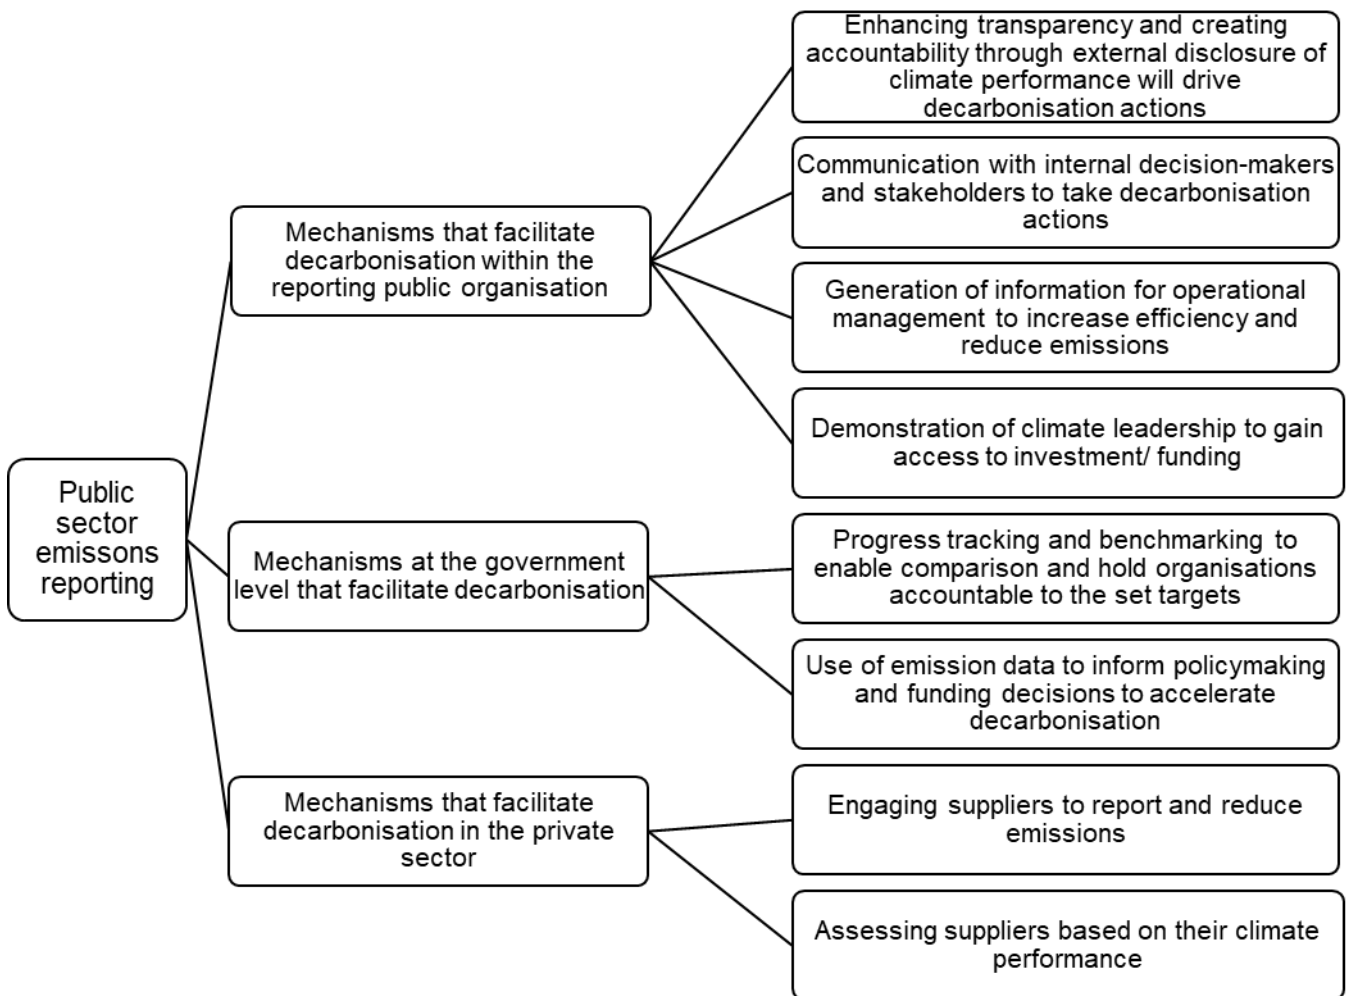 Public
sector
emissons
reporting
Mechanisms that facilitate
decarbonisation within the
reporting public organisation
Enhancing transparency and creating
accountability through external disclosure of
climate performance will drive
decarbonisation actions
Communication with internal decision-makers
and stakeholders to take decarbonisation
actions
Generation of information for operational
management to increase efficiency and
reduce emissions
Demonstration of climate leadership to gain
access to investment/ funding
Mechanisms at the government
level that facilitate decarbonisation
Progress tracking and benchmarking to
enable comparison and hold organisations
accountable to the set targets
Use of emission data to inform policymaking
and funding decisions to accelerate
decarbonisation
Mechanisms that facilitate
decarbonisation in the private
sector
Engaging suppliers to report and reduce
emissions
Assessing suppliers based on their climate
performance